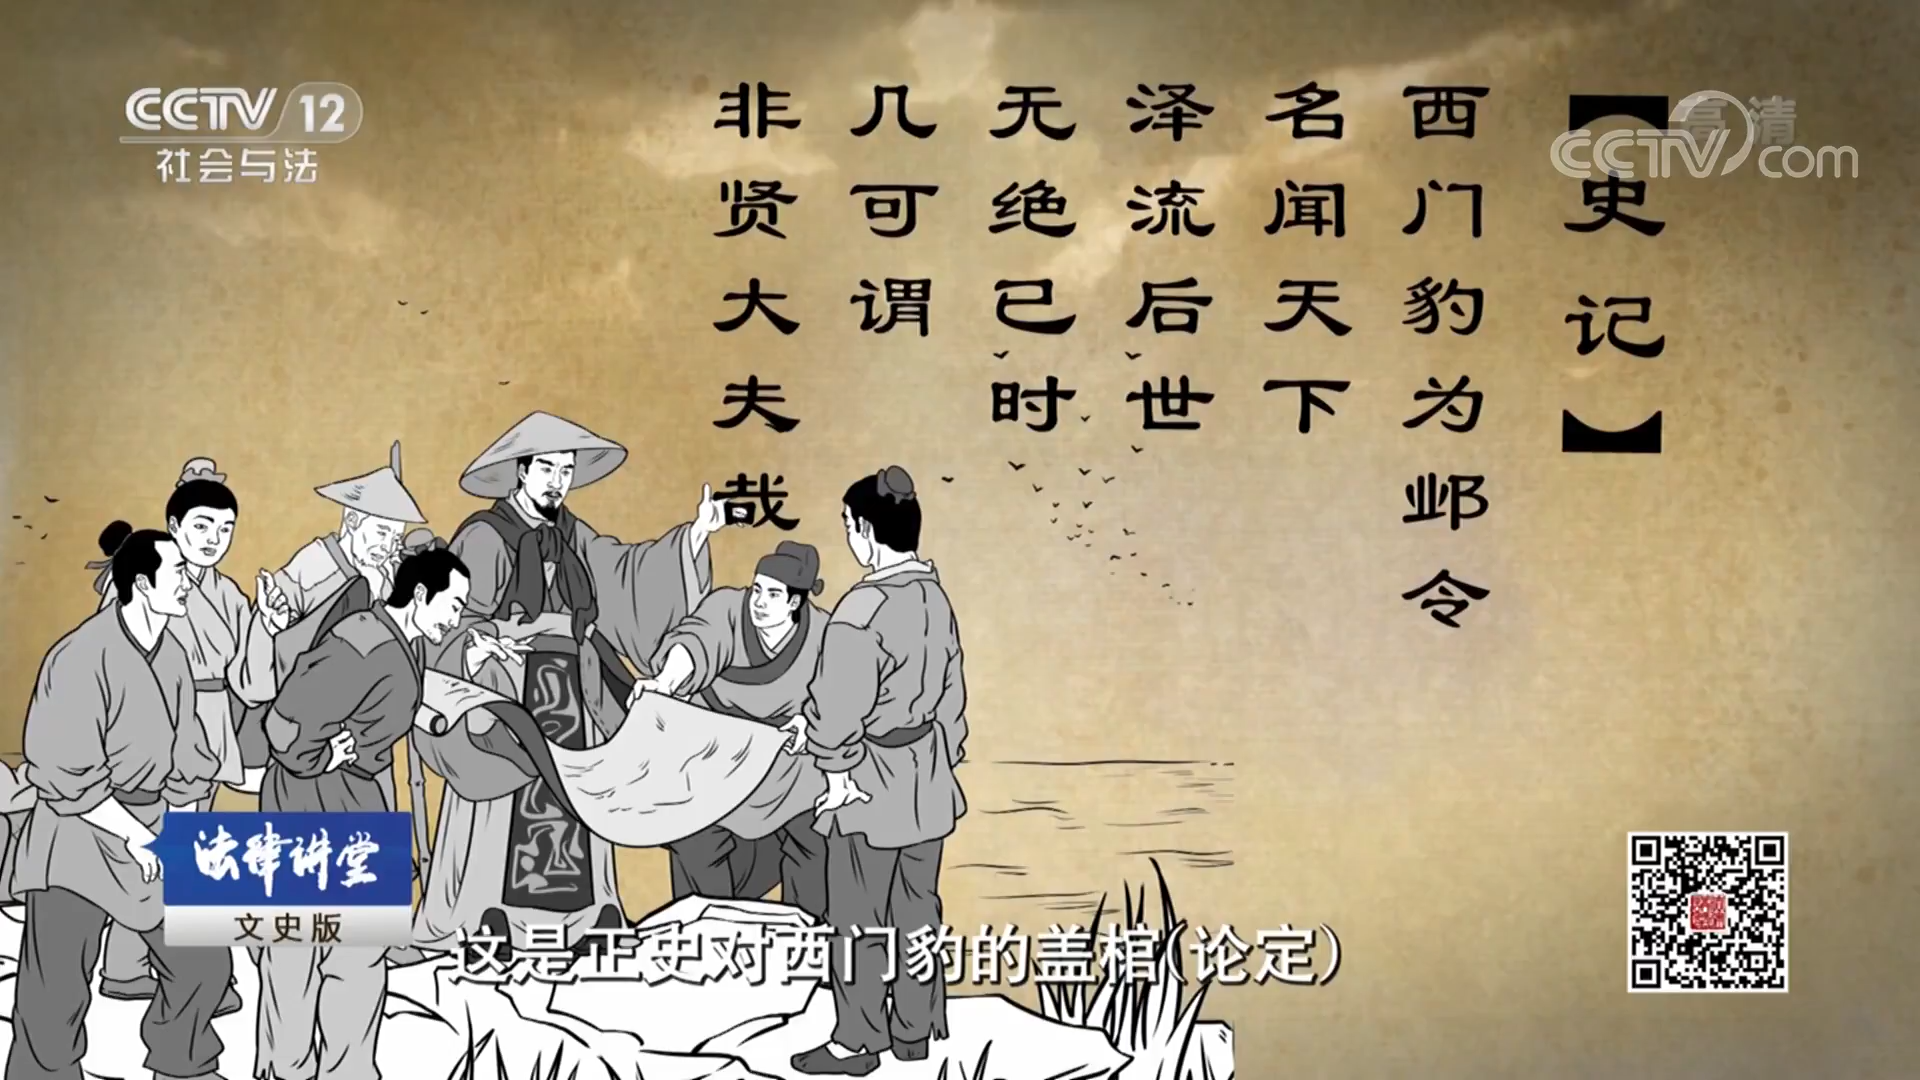 CCTV 12
社会与法
高清
CCTV.com
【史记】
西门豹为邺令
名闻天下
泽流后世
无绝已时
几可谓
非贤大夫哉
法律讲堂
文史版
这是正史对西门豹的盖棺(论定)